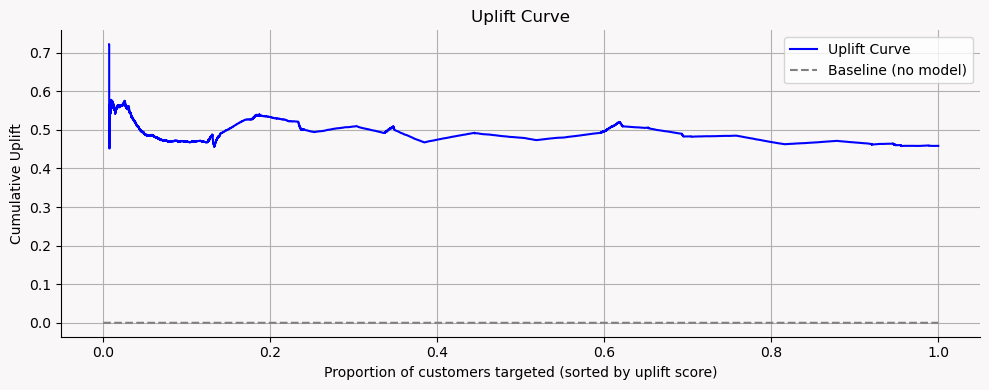 Uplift Curve
Uplift Curve
Baseline (no model)
Cumulative Uplift
0.7
0.6
0.5
0.4
0.3
0.2
0.1
0.0
0.0 0.2 0.4 0.6 0.8 1.0
Proportion of customers targeted (sorted by uplift score)